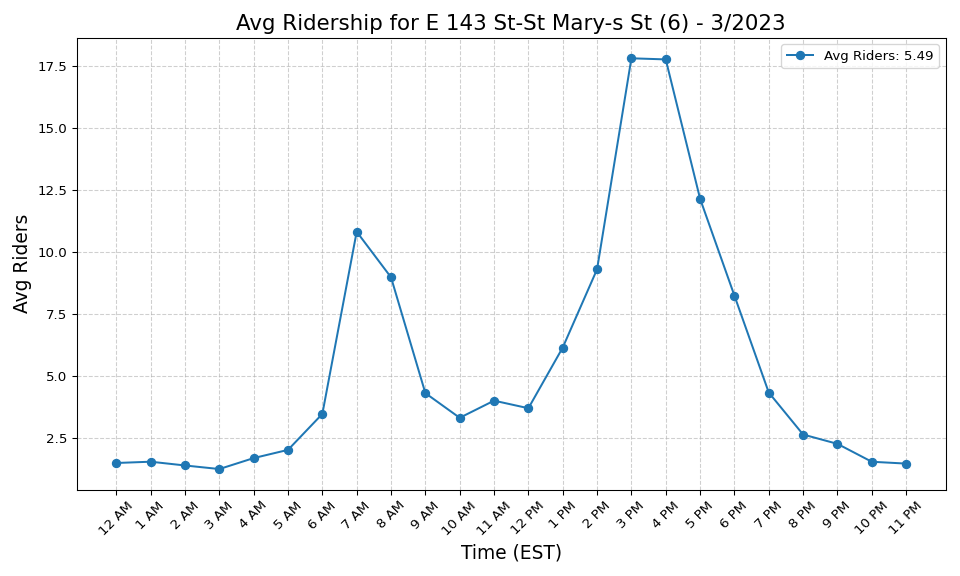 Avg Ridership for E 143 St-St Mary-s St (6) - 3/2023
Avg Riders: 5.49
17.5
15.0
12.5
10.0
7.5
5.0
2.5
Avg Riders
12 AM
1 AM
2 AM
3 AM
4 AM
5 AM
6 AM
7 AM
8 AM
9 AM
10 AM
11 AM
12 PM
1 PM
2 PM
3 PM
4 PM
5 PM
6 PM
7 PM
8 PM
9 PM
10 PM
11 PM
Time (EST)